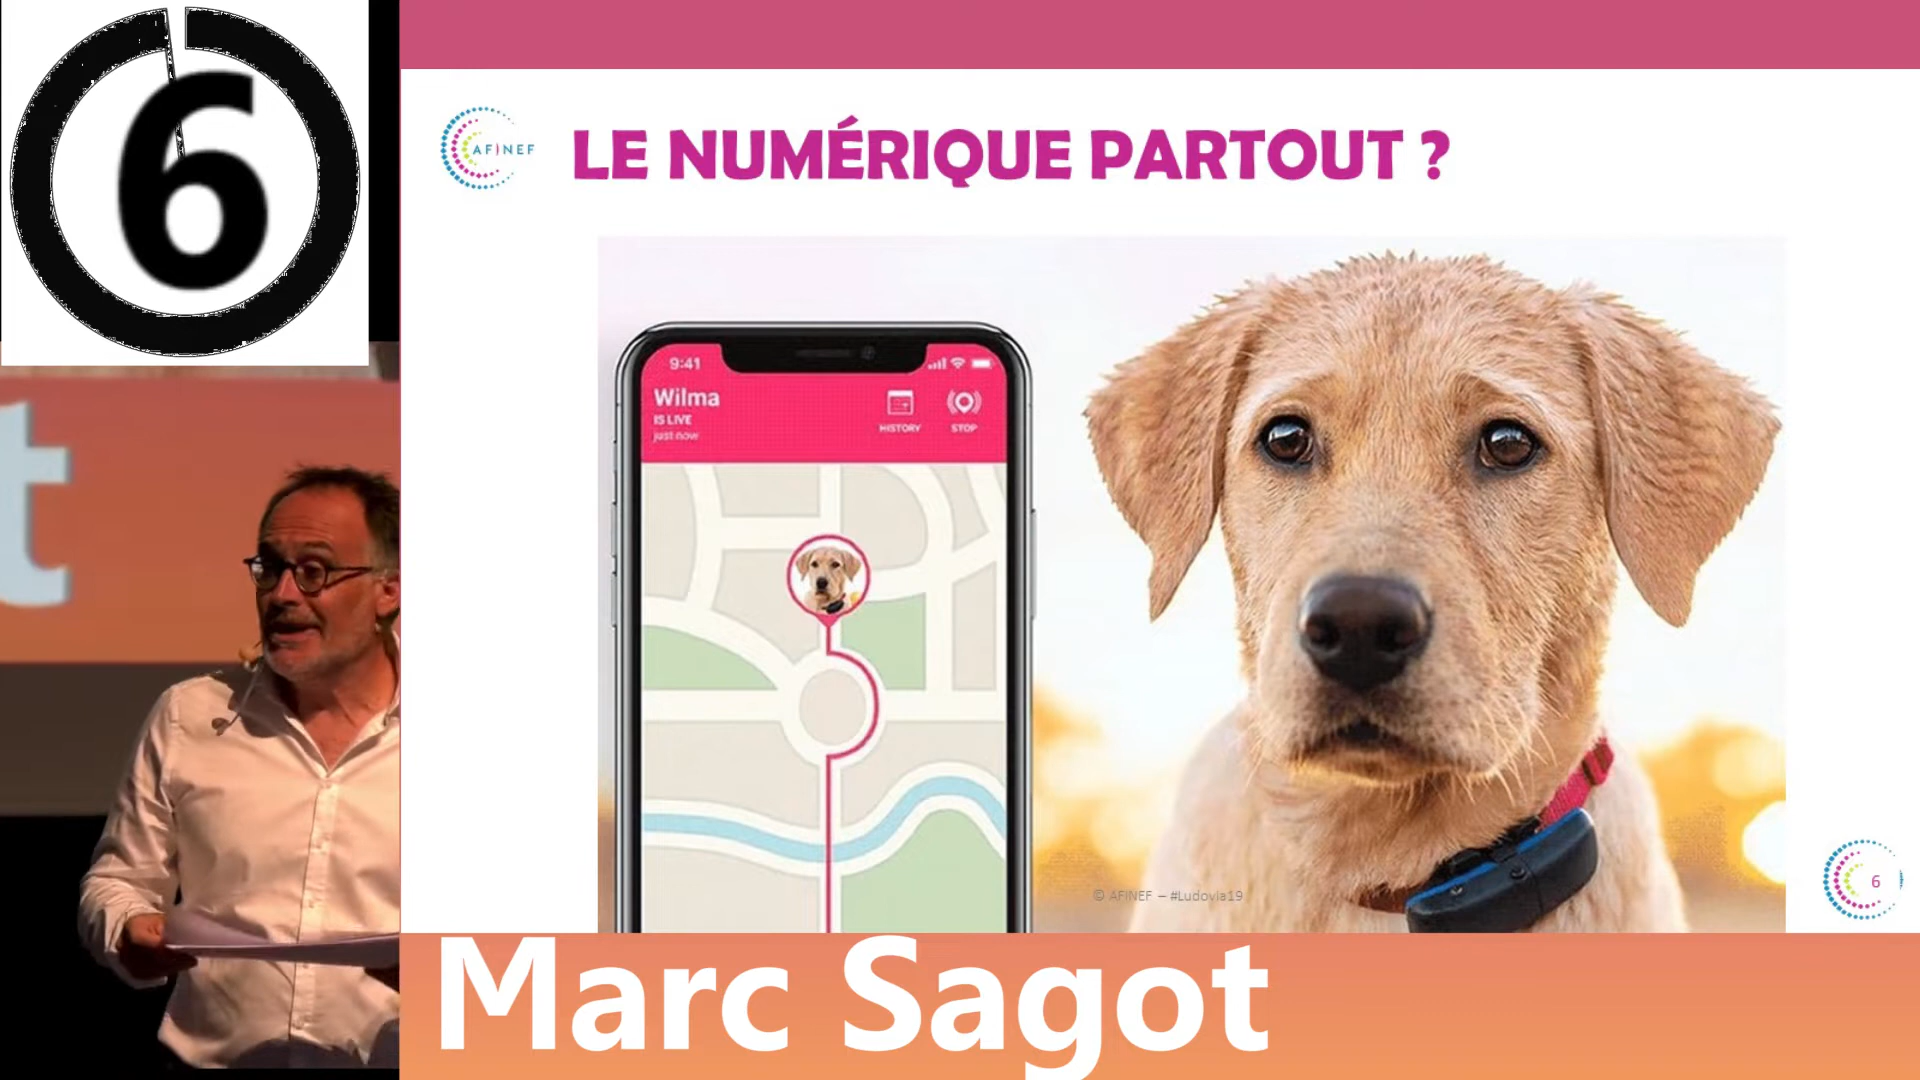 6
t
AFINEF
LE NUMÉRIQUE PARTOUT ?
9:41
Wilma
IS LIVE
just now
HISTORY
STOP
© AFINEF – #Ludovia19
6
Marc Sagot